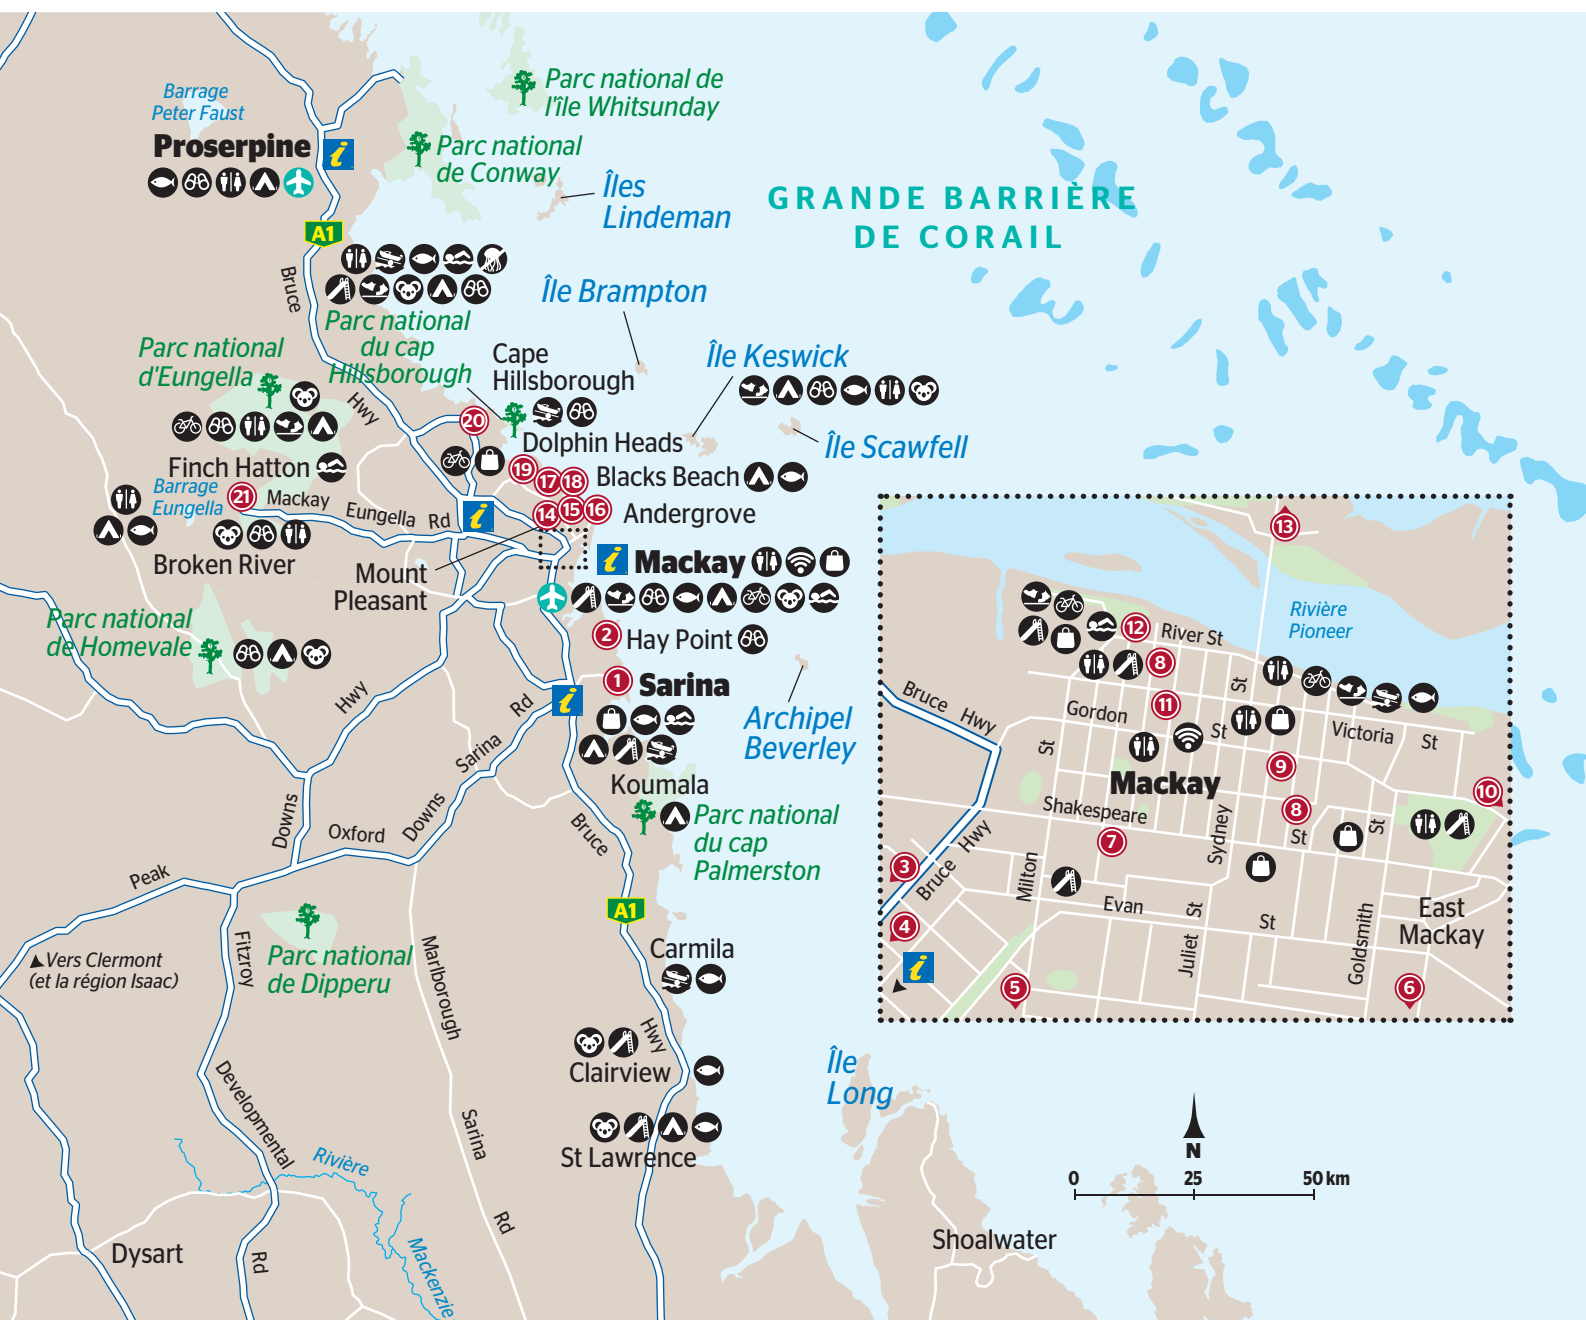 Barrage
Peter Faust
Proserpine
i
Parc national de
l'île Whitsunday
Parc national
de Conway
Îles
Lindeman
GRANDE BARRIÈRE
DE CORAIL
A1
Bruce
Île Brampton
Parc national
du cap
Hillsborough
Cape
Hillsborough
Île Keswick
Parc national
d'Eungella
Hwy
20
Île Scawfell
Dolphin Heads
Finch Hatton
19
17
18
Blacks Beach
Barrage
Eungella
21
Mackay
Eungella
Rd
i
14
15
16
Andergrove
Broken River
Mount
Pleasant
i
Mackay
Parc national
de Homevale
2
Hay Point
1
Sarina
i
Hwy
Rd
Sarina
Archipel
Beverley
Koumala
Parc national
du cap
Palmerston
Downs
Oxford
Downs
Bruce
Peak
A1
Vers Clermont
(et la région Isaac)
Fitzroy
Parc national
de Dipperu
Marlborough
Carmila
Hwy
Clairview
Developmental
Sarina
St Lawrence
Rivière
Mackenzie
Rd
Rd
Dysart
Île
Long
Shoalwater
N
0
25
50 km
13
Rivière
Pioneer
12
River St
8
St
Bruce
Hwy
Gordon
11
St
Victoria
St
St
Mackay
9
10
Shakespeare
8
St
St
Sydney
7
Hwy
Bruce
3
Milton
Evan
St
St
Juliet
Goldsmith
East
Mackay
4
i
5
6